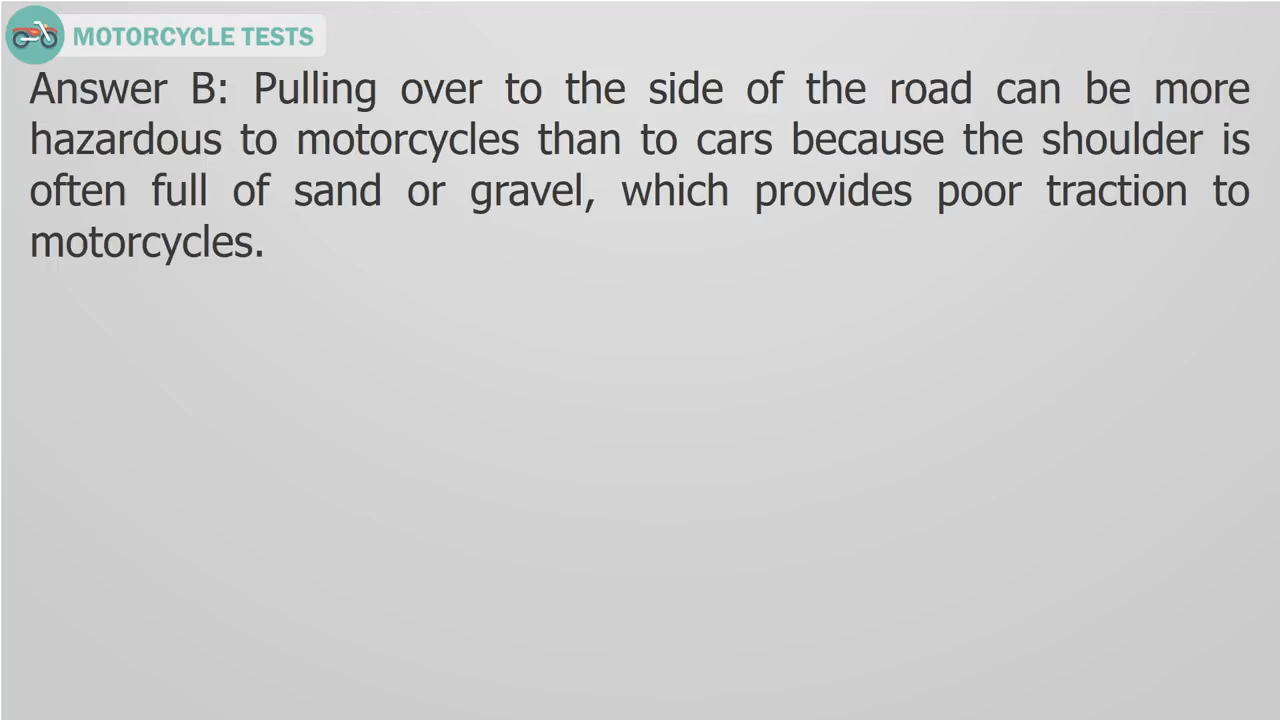 MOTORCYCLE TESTS
Answer B: Pulling over to the side of the road can be more
hazardous to motorcycles than to cars because the shoulder is
often full of sand or gravel, which provides poor traction to
motorcycles.